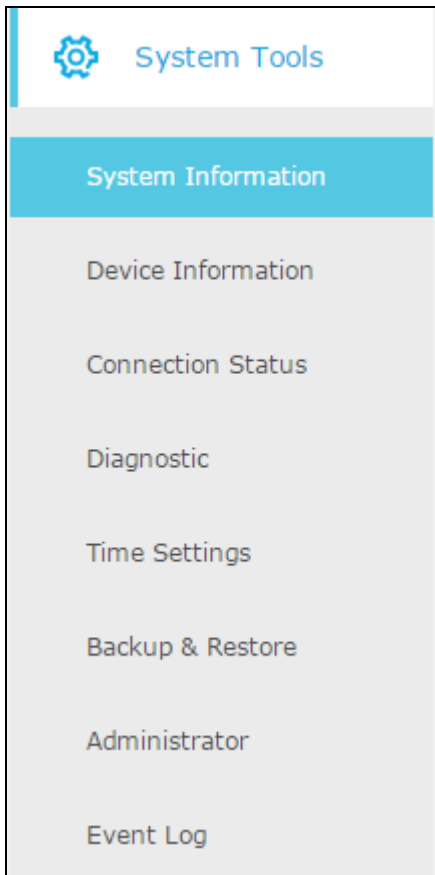 System Tools
System Information
Device Information
Connection Status
Diagnostic
Time Settings
Backup & Restore
Administrator
Event Log